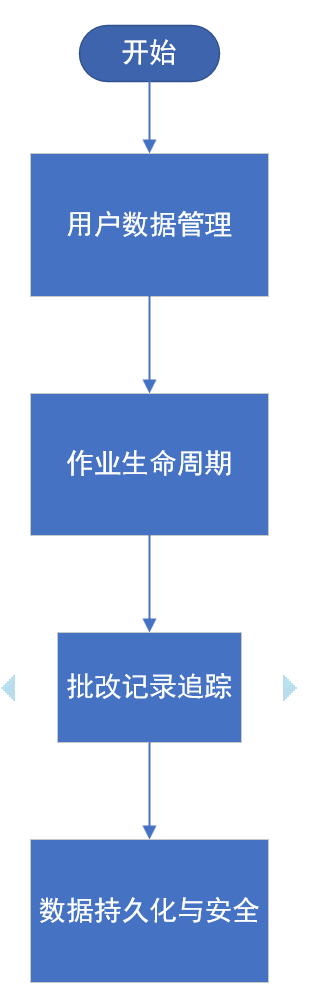 开始
用户数据管理
作业生命周期
批改记录追踪
数据持久化与安全